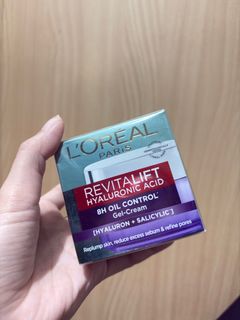 L'ORÉAL
PARIS
REVITALIFT
HYALURONIC ACID
8H OIL CONTROL
Gel-Cream
[HYALURON + SALICYLIC]
Replump skin, reduce excess sebum & refine pores